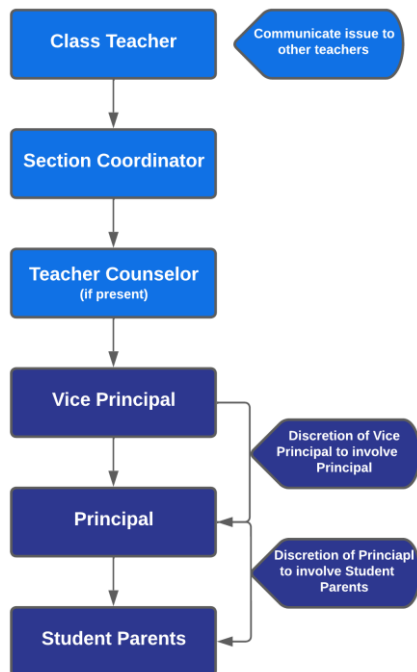 Class Teacher
Communicate issue to
other teachers
Section Coordinator
Teacher Counselor
(if present)
Vice Principal
Discretion of Vice
Principal to involve
Principal
Principal
Discretion of Princiapl
to involve Student
Parents
Student Parents